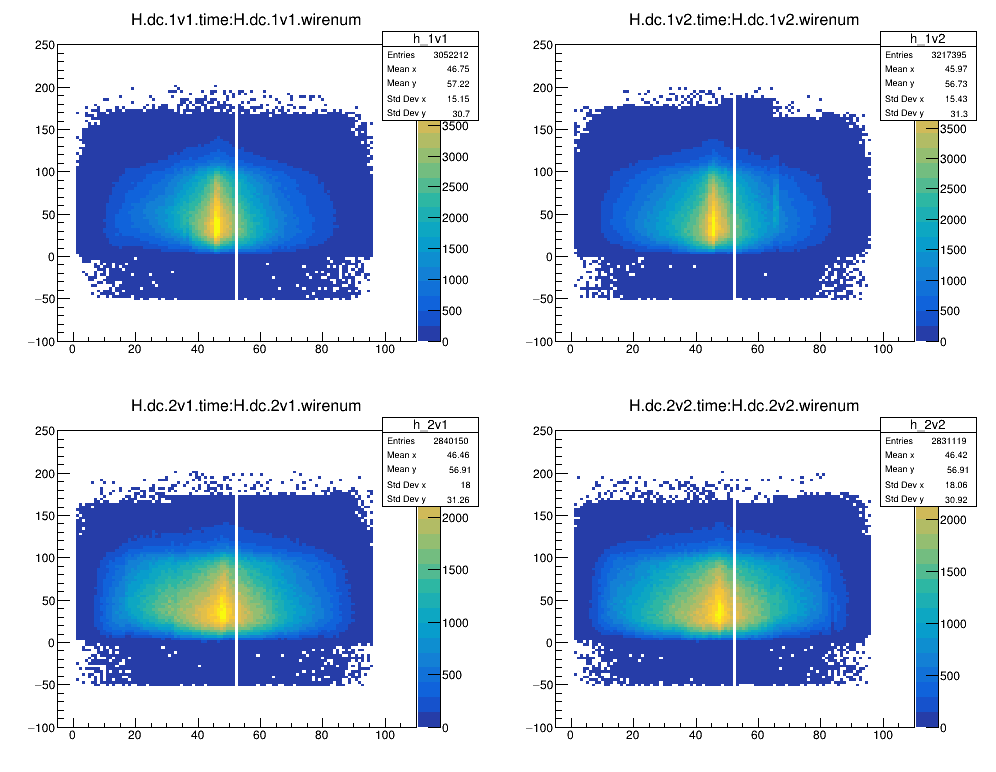 H.dc.1v1.time:H.dc.1v1.wirenum
h_1v1
Entries 3052212
Mean x 46.75
Mean y 57.22
Std Dev x 15.15
Std Dev y 30.7
250
200
150
100
50
0
−50
−100
0 20 40 60 80 100
3500
3000
2500
2000
1500
1000
500
0
H.dc.1v2.time:H.dc.1v2.wirenum
h_1v2
Entries 3217395
Mean x 45.97
Mean y 56.73
Std Dev x 15.43
Std Dev y 31.3
250
200
150
100
50
0
−50
−100
0 20 40 60 80 100
3500
3000
2500
2000
1500
1000
500
0
H.dc.2v1.time:H.dc.2v1.wirenum
h_2v1
Entries 2840150
Mean x 46.46
Mean y 56.91
Std Dev x 18
Std Dev y 31.26
250
200
150
100
50
0
−50
−100
0 20 40 60 80 100
2000
1500
1000
500
0
H.dc.2v2.time:H.dc.2v2.wirenum
h_2v2
Entries 2831119
Mean x 46.42
Mean y 56.91
Std Dev x 18.06
Std Dev y 30.92
250
200
150
100
50
0
−50
−100
0 20 40 60 80 100
2000
1500
1000
500
0